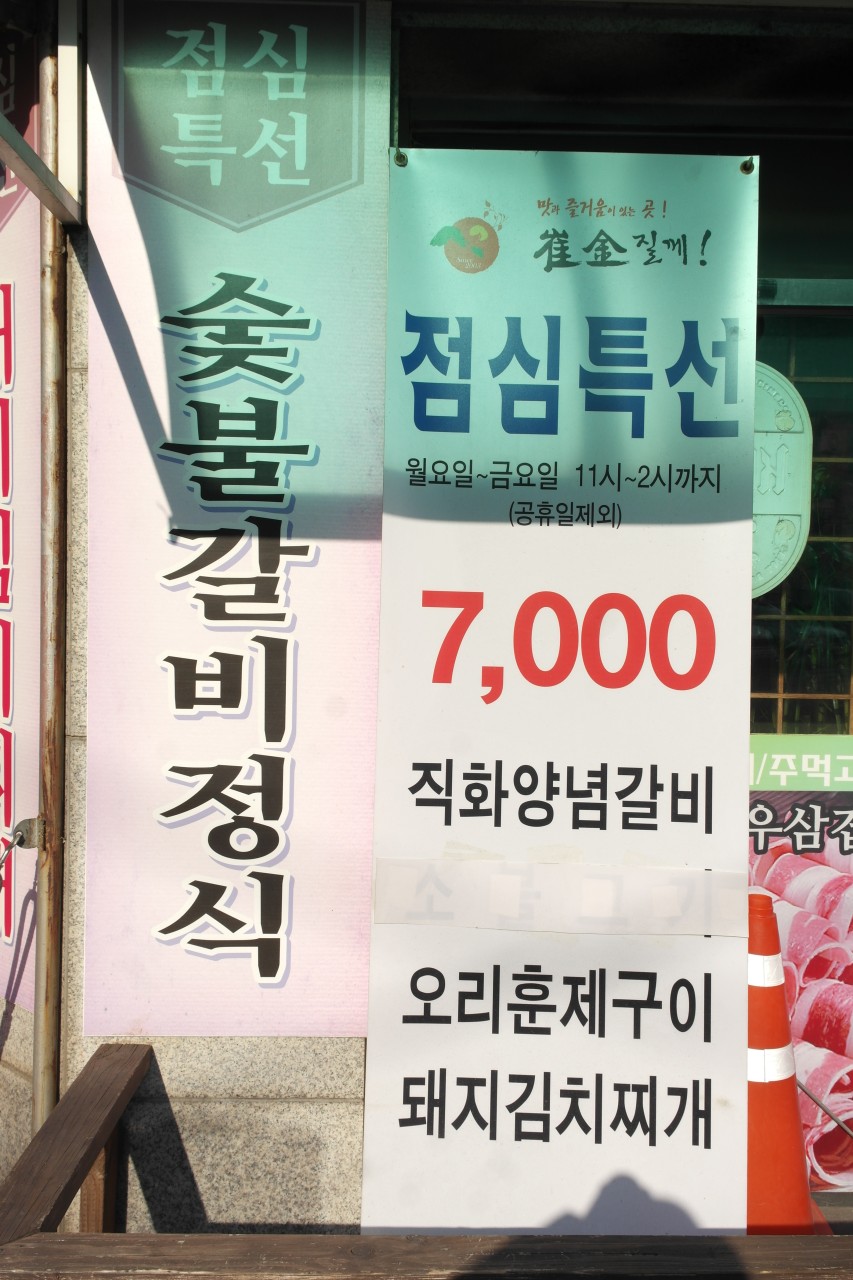 점심
특선
숯불갈비정식
맛과 즐거움이 있는 곳!
崔金질께!
점심특선
월요일~금요일 11시~2시까지
(공휴일제외)
7,000
직화양념갈비
오리훈제구이
돼지김치찌개
/주먹고
우삼겹